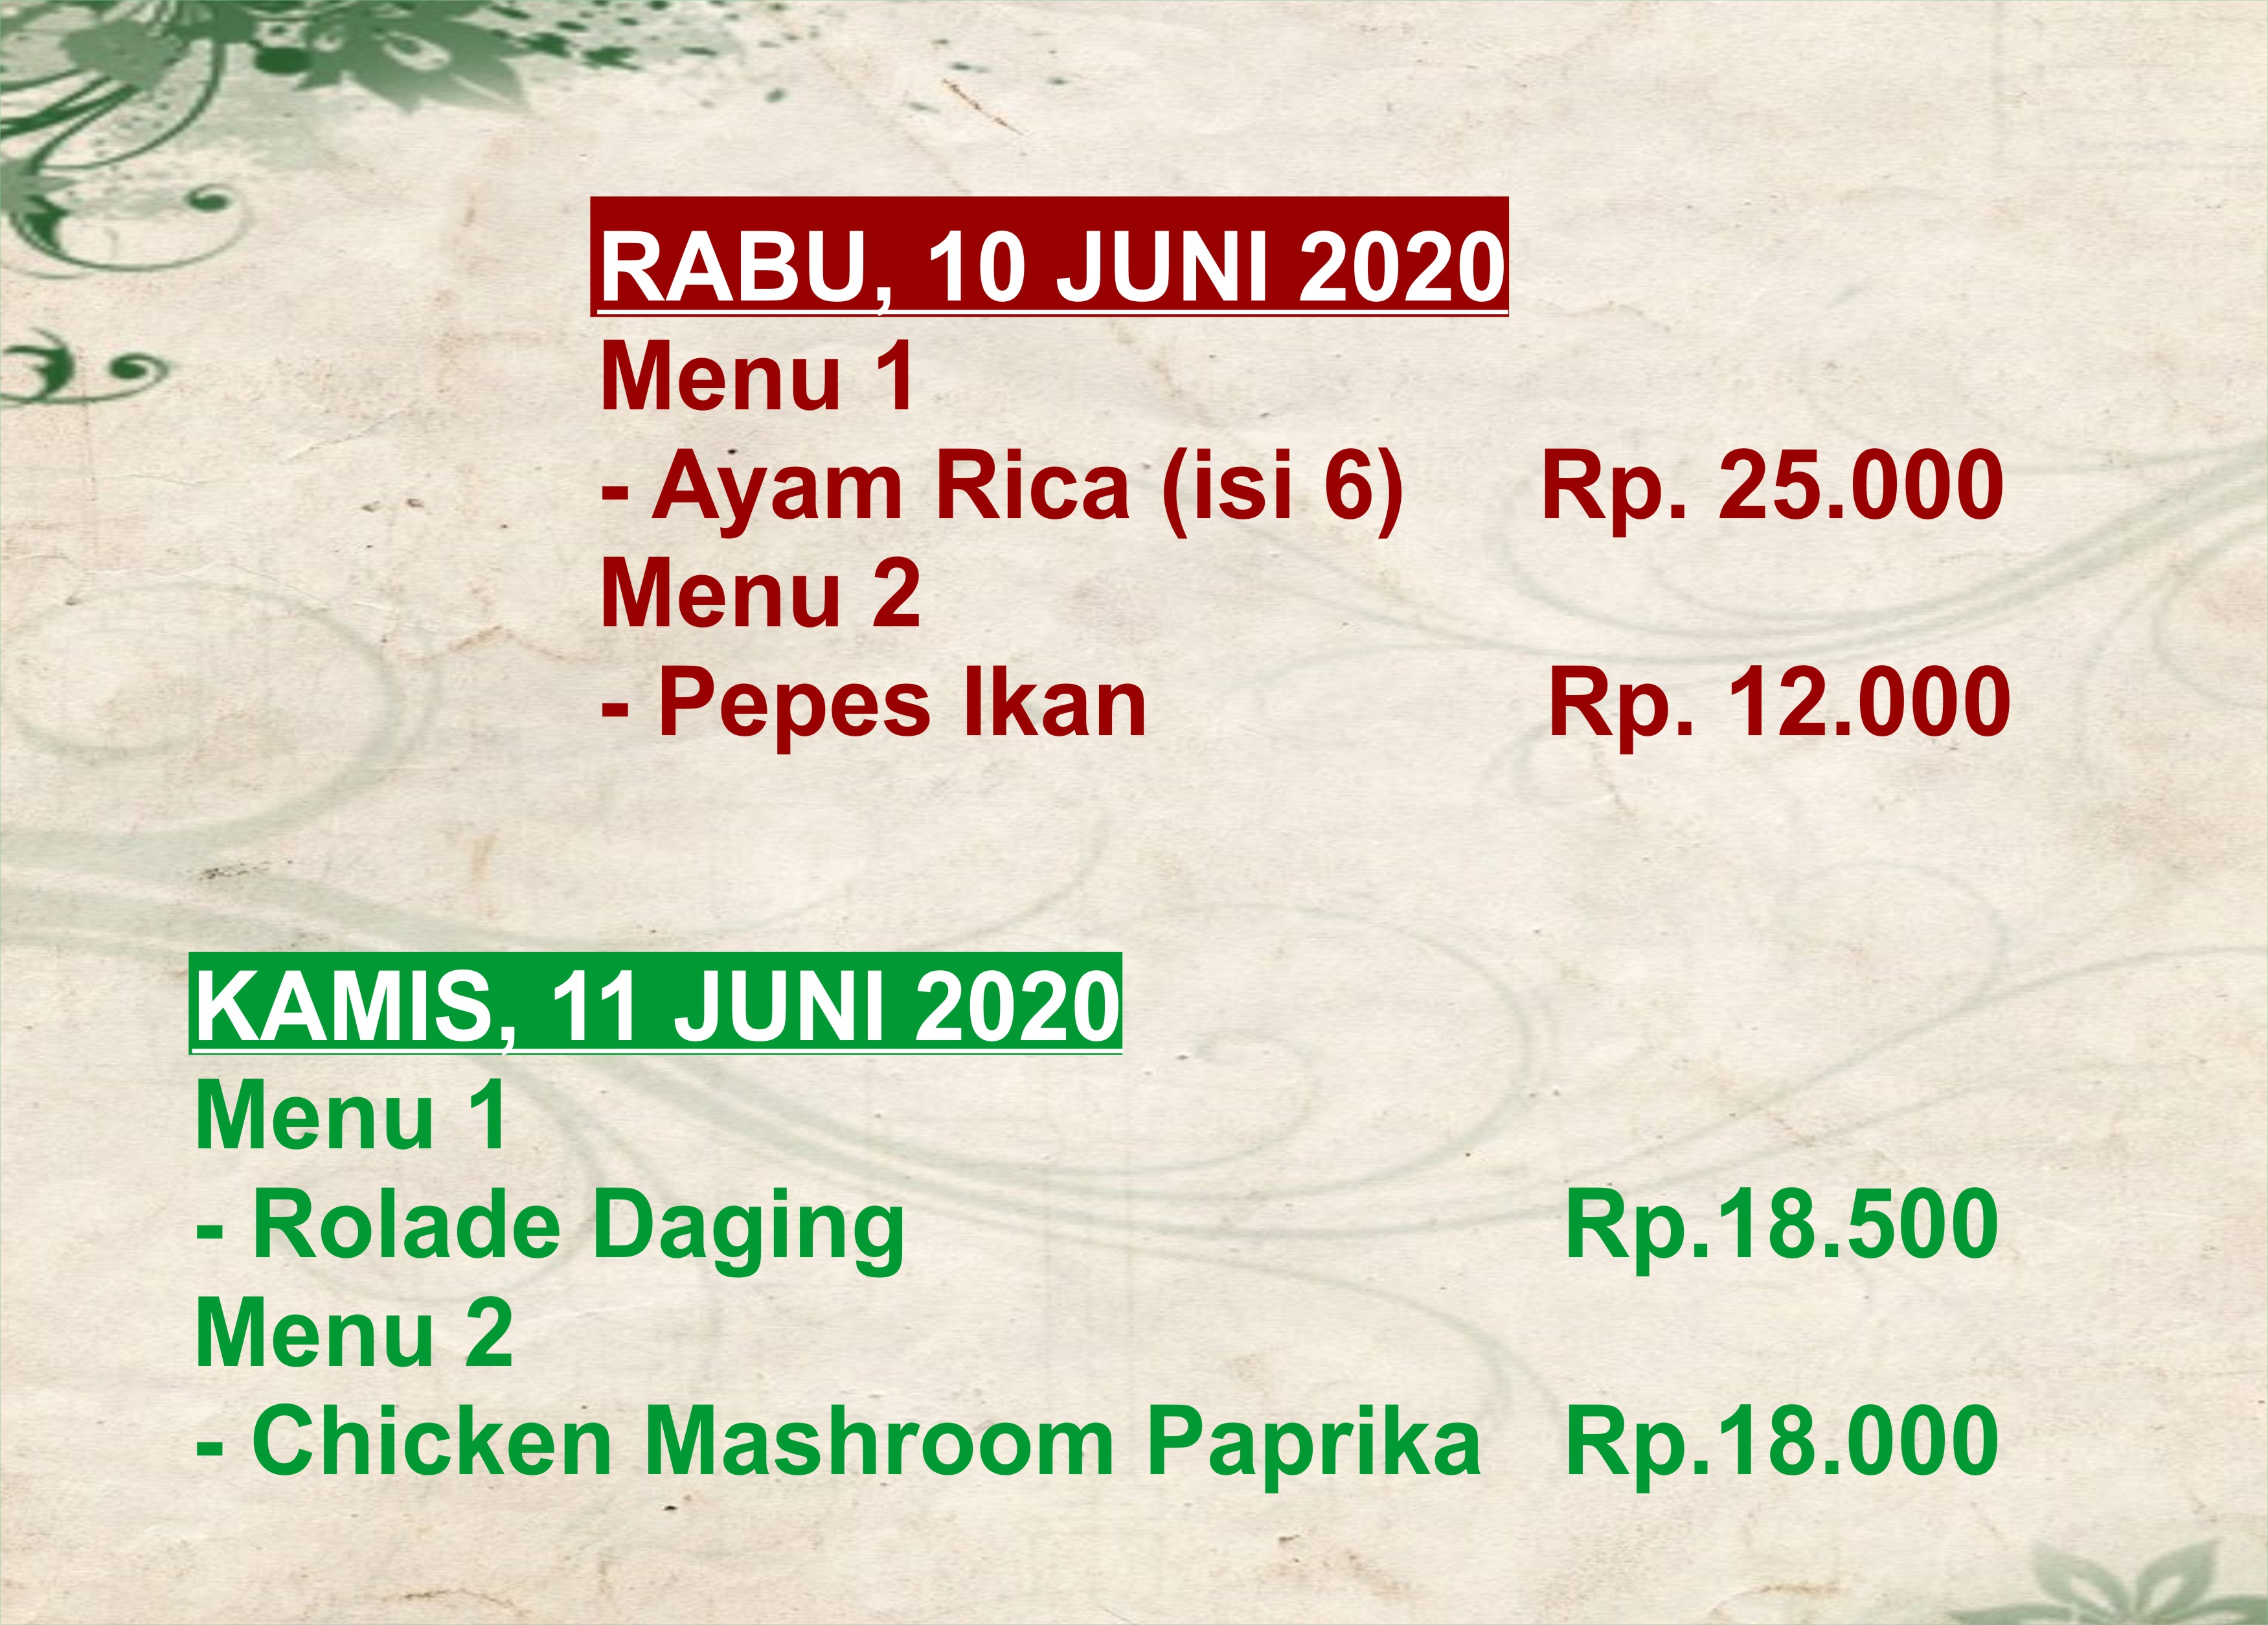 RABU, 10 JUNI 2020
Menu 1
- Ayam Rica (isi 6) Rp. 25.000
Menu 2
- Pepes Ikan Rp. 12.000
KAMIS, 11 JUNI 2020
Menu 1
- Rolade Daging Rp.18.500
Menu 2
- Chicken Mashroom Paprika Rp.18.000